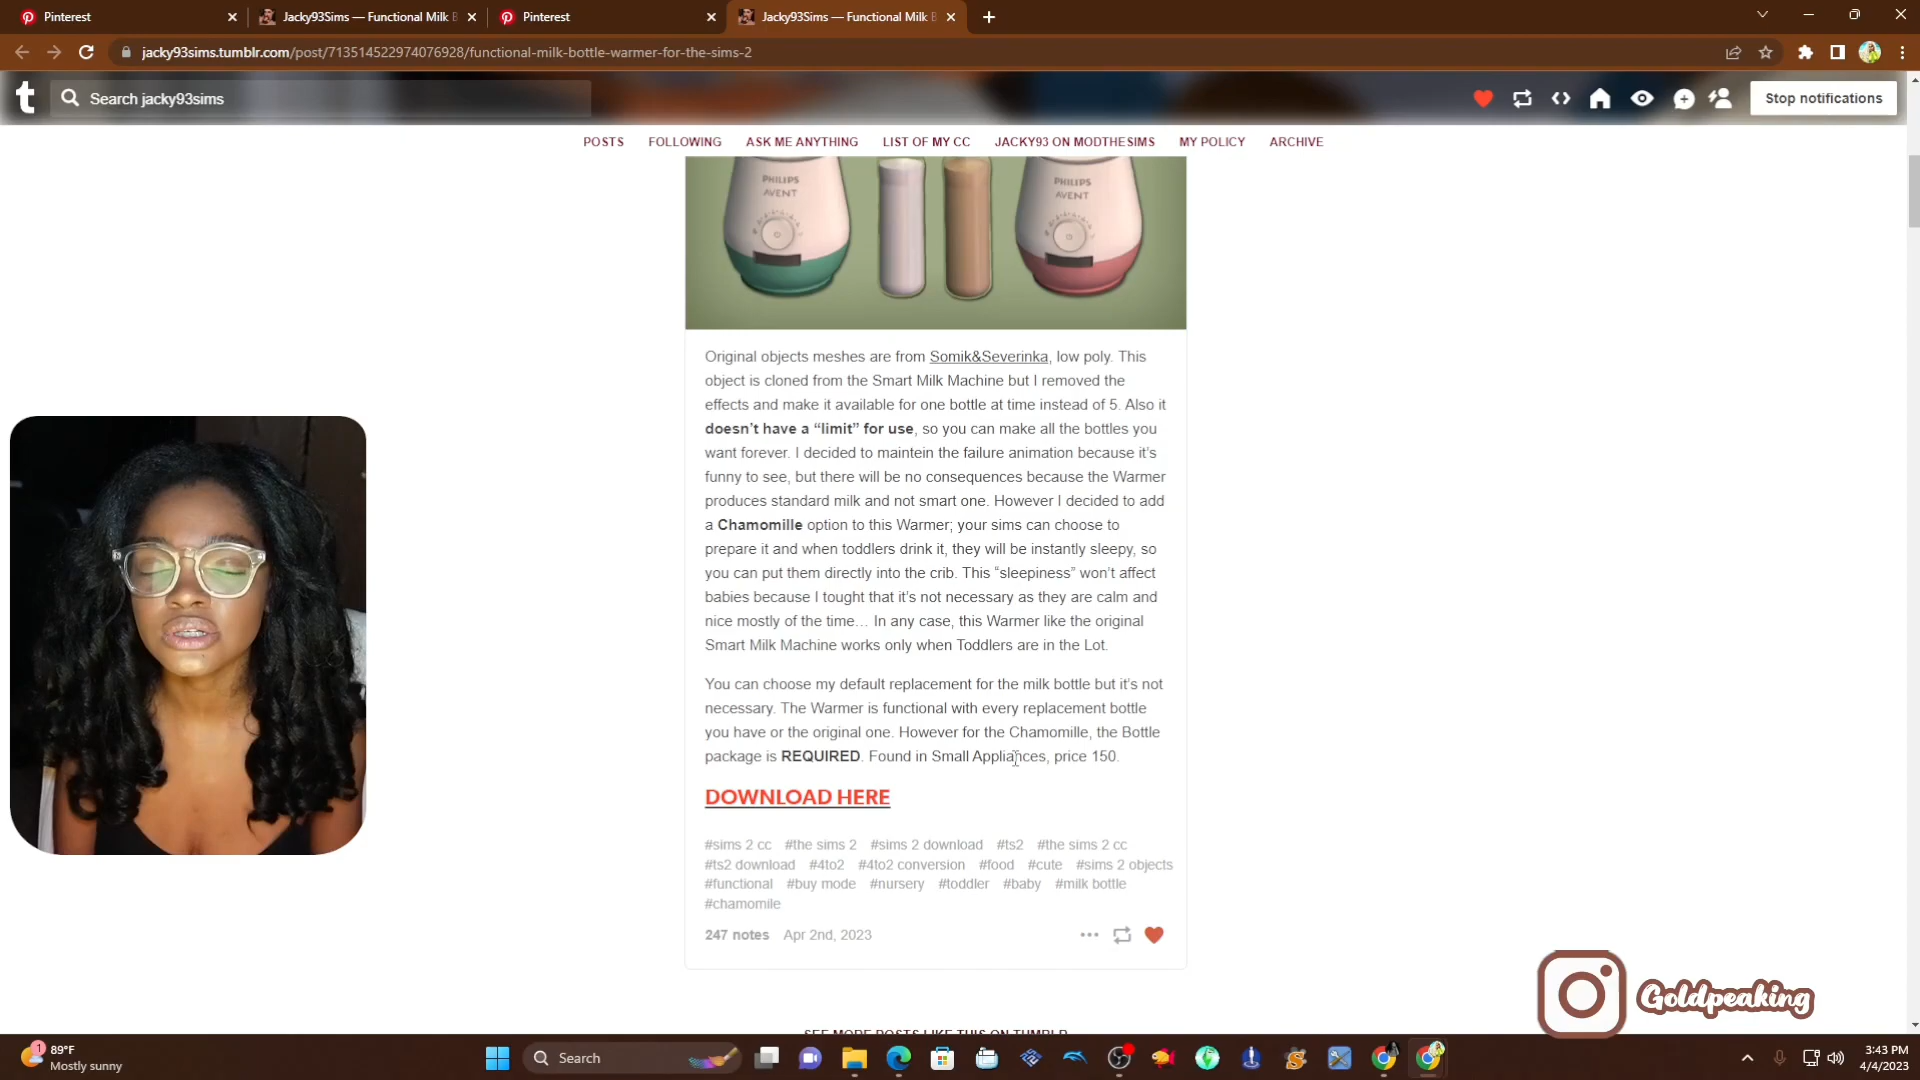 Pinterest
Jacky93Sims — Functional Milk B
Pinterest
Jacky93Sims — Functional Milk B
jacky93sims.tumblr.com/post/713514522974076928/functional-milk-bottle-warmer-for-the-sims-2
Search jacky93sims
Stop notifications
POSTS FOLLOWING ASK ME ANYTHING LIST OF MY CC JACKY93 ON MODTHESIMS MY POLICY ARCHIVE
PHILIPS
AVENT
PHILIPS
AVENT
Original objects meshes are from Somik&Severinka, low poly. This
object is cloned from the Smart Milk Machine but I removed the
effects and make it available for one bottle at time instead of 5. Also it
doesn't have a “limit” for use, so you can make all the bottles you
want forever. I decided to maintein the failure animation because it's
funny to see, but there will be no consequences because the Warmer
produces standard milk and not smart one. However I decided to add
a Chamomille option to this Warmer; your sims can choose to
prepare it and when toddlers drink it, they will be instantly sleepy, so
you can put them directly into the crib. This “sleepiness” won't affect
babies because I tought that it's not necessary as they are calm and
nice mostly of the time… In any case, this Warmer like the original
Smart Milk Machine works only when Toddlers are in the Lot.
You can choose my default replacement for the milk bottle but it's not
necessary. The Warmer is functional with every replacement bottle
you have or the original one. However for the Chamomille, the Bottle
package is REQUIRED. Found in Small Appliances, price 150.
DOWNLOAD HERE
#sims 2 cc #the sims 2 #sims 2 download #ts2 #the sims 2 cc
#ts2 download #4to2 #4to2 conversion #food #cute #sims 2 objects
#functional #buy mode #nursery #toddler #baby #milk bottle
#chamomile
247 notes Apr 2nd, 2023
SEE MORE POSTS LIKE THIS ON TUMBLR
Goldpeaking
1
89°F
Mostly sunny
Search
3:43 PM
4/4/2023